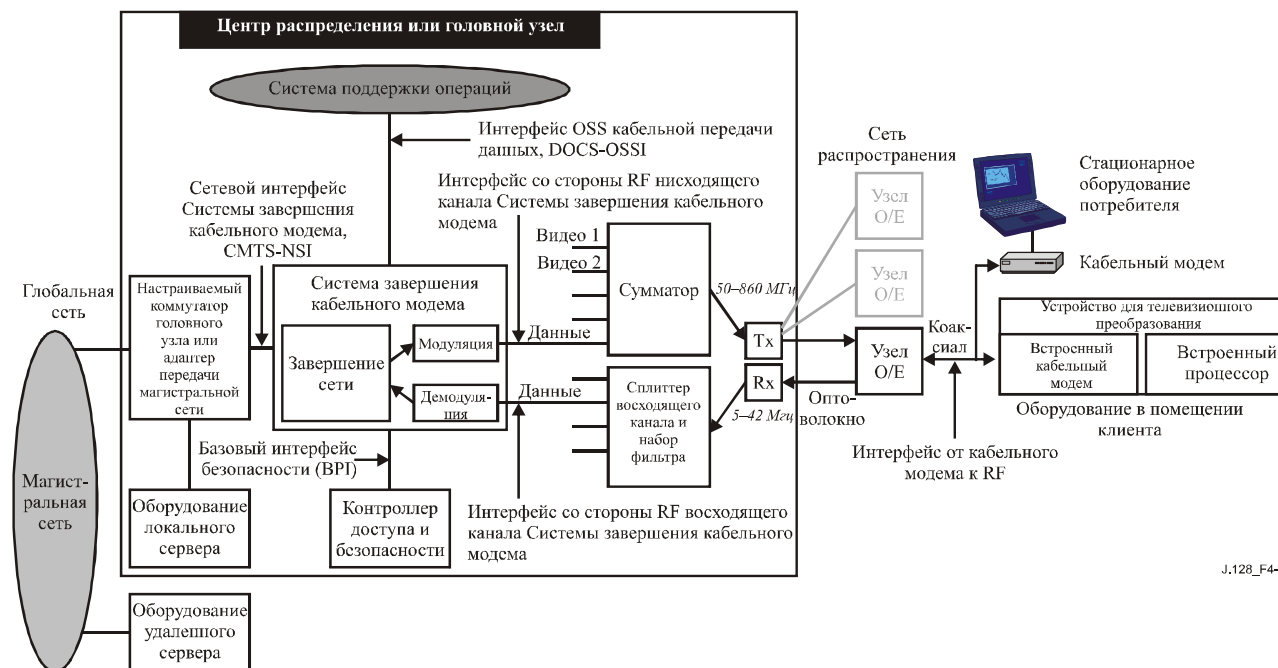 Центр распределения или головной узел
Система поддержки операций
Интерфейс OSS кабельной передачи
данных, DOCS-OSSI
Сеть
распространения
Сетевой интерфейс
Системы завершения
кабельного модема,
CMTS-NSI
Интерфейс со стороны RF нисходящего
канала Системы завершения кабельного
модема
Узел
O/E
Стационарное
оборудование
потребителя
Видео 1
Видео 2
Сумматор
50–860 МГц
Узел
O/E
Кабельный модем
Глобальная
сеть
Настраиваемый
коммутатор
головного
узла или
адаптер
передачи
магистральной
сети
Система завершения
кабельного модема
Завершение
сети
Модуляция
Данные
Tx
Узел
O/E
Коак-
сиал
Устройство для телевизионного
преобразования
Встроенный
кабельный
модем
Встроенный
процессор
Демодуля-
ция
Данные
Сплиттер
восходящего
канала и
набор
фильтра
Rx
5–42 Мгц
Опто-
волокно
Оборудование в помещении
клиента
Интерфейс от кабельного
модема к RF
Базовый интерфейс
безопасности (BPI)
Магист-
ральная
сеть
Оборудование
локального
сервера
Контроллер
доступа и
безопасности
Интерфейс со стороны RF восходящего
канала Системы завершения кабельного
модема
J.128_F4-
Оборудование
удаленного
сервера